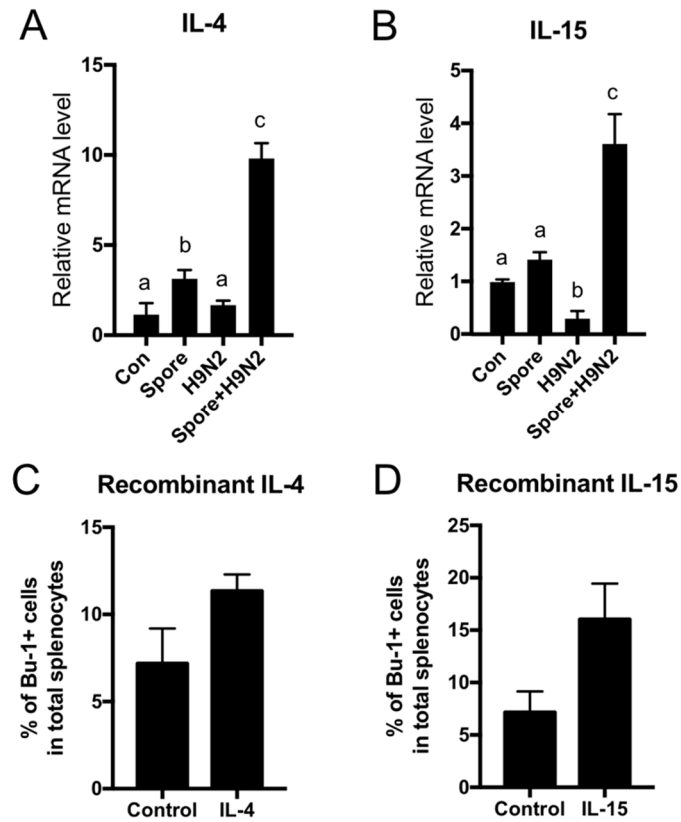 A
IL-4
Relative mRNA level
15
10
5
0
a
b
a
c
Con
Spore
H9N2
Spore+H9N2
B
IL-15
Relative mRNA level
5
4
3
2
1
0
a
a
b
c
Con
Spore
H9N2
Spore+H9N2
C
Recombinant IL-4
% of Bu-1+ cells
in total splenocytes
15
10
5
0
Control
IL-4
D
Recombinant IL-15
% of Bu-1+ cells
in total splenocytes
25
20
15
10
5
0
Control
IL-15